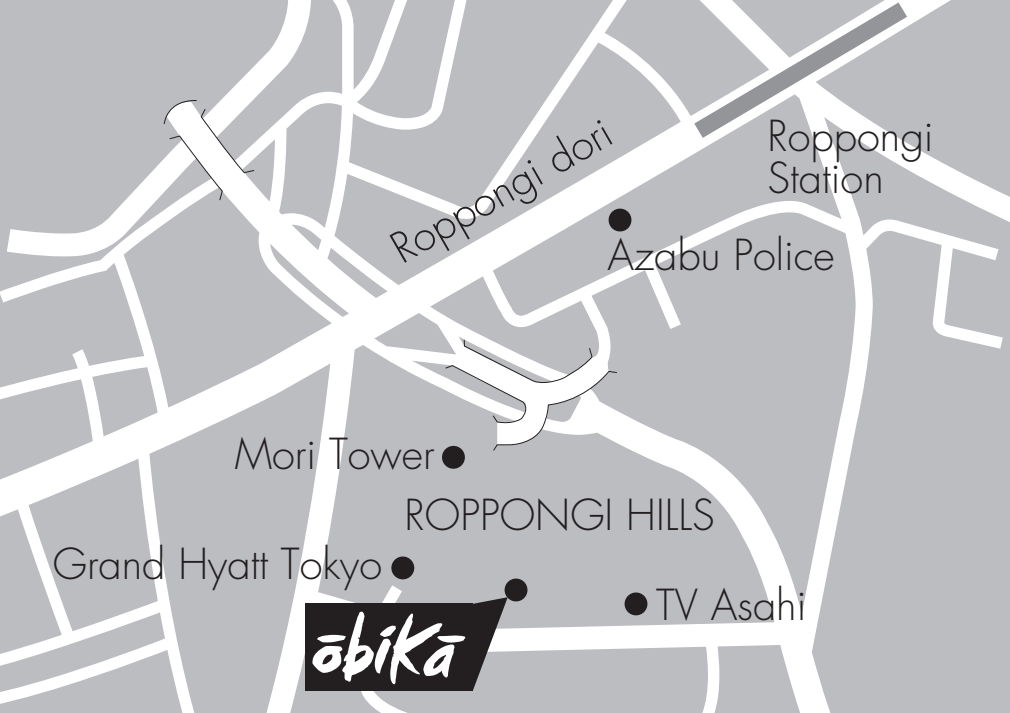 Roppongi dori
Roppongi
Station
Azabu Police
Mori Tower
ROPPONGI HILLS
Grand Hyatt Tokyo
TV Asahi
ōbikā